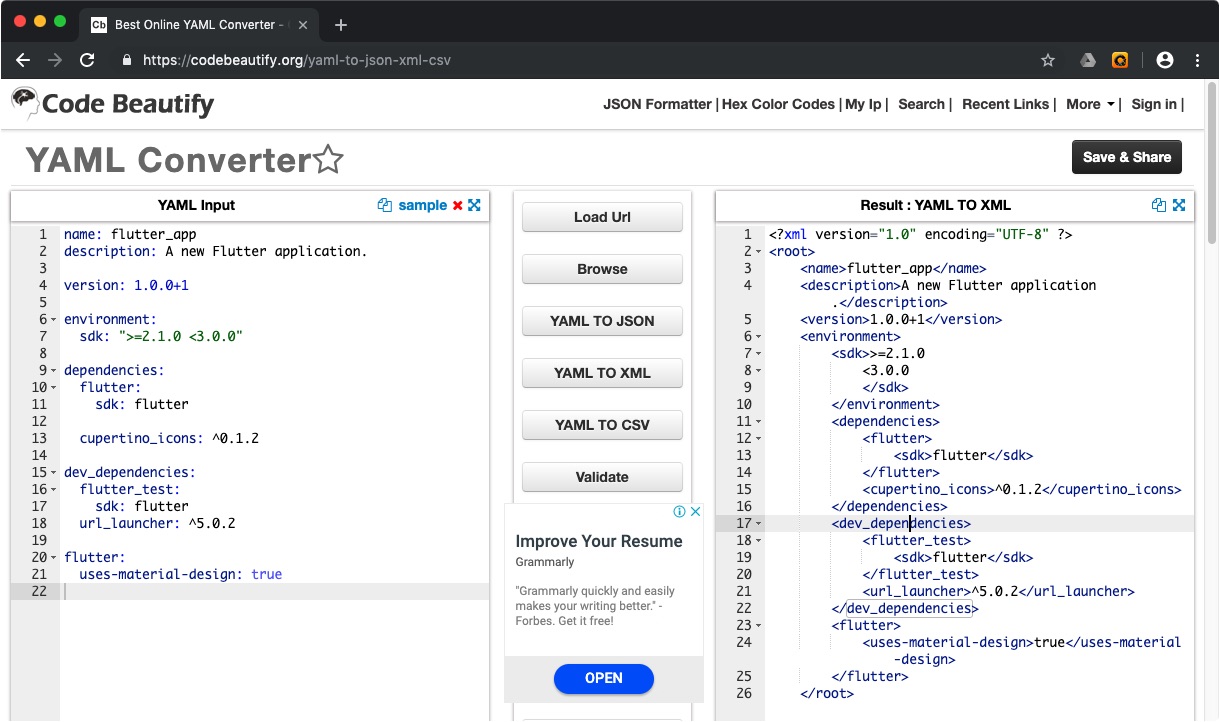 Cb Best Online YAML Converter -
https://codebeautify.org/yaml-to-json-xml-csv
Code Beautify
JSON Formatter | Hex Color Codes | My Ip | Search | Recent Links | More | Sign in |
YAML Converter
Save & Share
YAML Input
sample
1 name: flutter_app
2 description: A new Flutter application.
3
4 version: 1.0.0+1
5
6 environment:
7 sdk: ">=2.1.0 <3.0.0"
8
9 dependencies:
10 flutter:
11 sdk: flutter
12
13 cupertino_icons: ^0.1.2
14
15 dev_dependencies:
16 flutter_test:
17 sdk: flutter
18 url_launcher: ^5.0.2
19
20 flutter:
21 uses-material-design: true
22
Load Url
Browse
YAML TO JSON
YAML TO XML
YAML TO CSV
Validate
Improve Your Resume
Grammarly
"Grammarly quickly and easily
makes your writing better." -
Forbes. Get it free!
OPEN
Result : YAML TO XML
1 <?xml version="1.0" encoding="UTF-8" ?>
2 <root>
3 <name>flutter_app</name>
4 <description>A new Flutter application
.</description>
5 <version>1.0.0+1</version>
6 <environment>
7 <sdk>>=2.1.0
8 <3.0.0
9 </sdk>
10 </environment>
11 <dependencies>
12 <flutter>
13 <sdk>flutter</sdk>
14 </flutter>
15 <cupertino_icons>^0.1.2</cupertino_icons>
16 </dependencies>
17 <dev_dependencies>
18 <flutter_test>
19 <sdk>flutter</sdk>
20 </flutter_test>
21 <url_launcher>^5.0.2</url_launcher>
22 </dev_dependencies>
23 <flutter>
24 <uses-material-design>true</uses-material
-design>
25 </flutter>
26 </root>